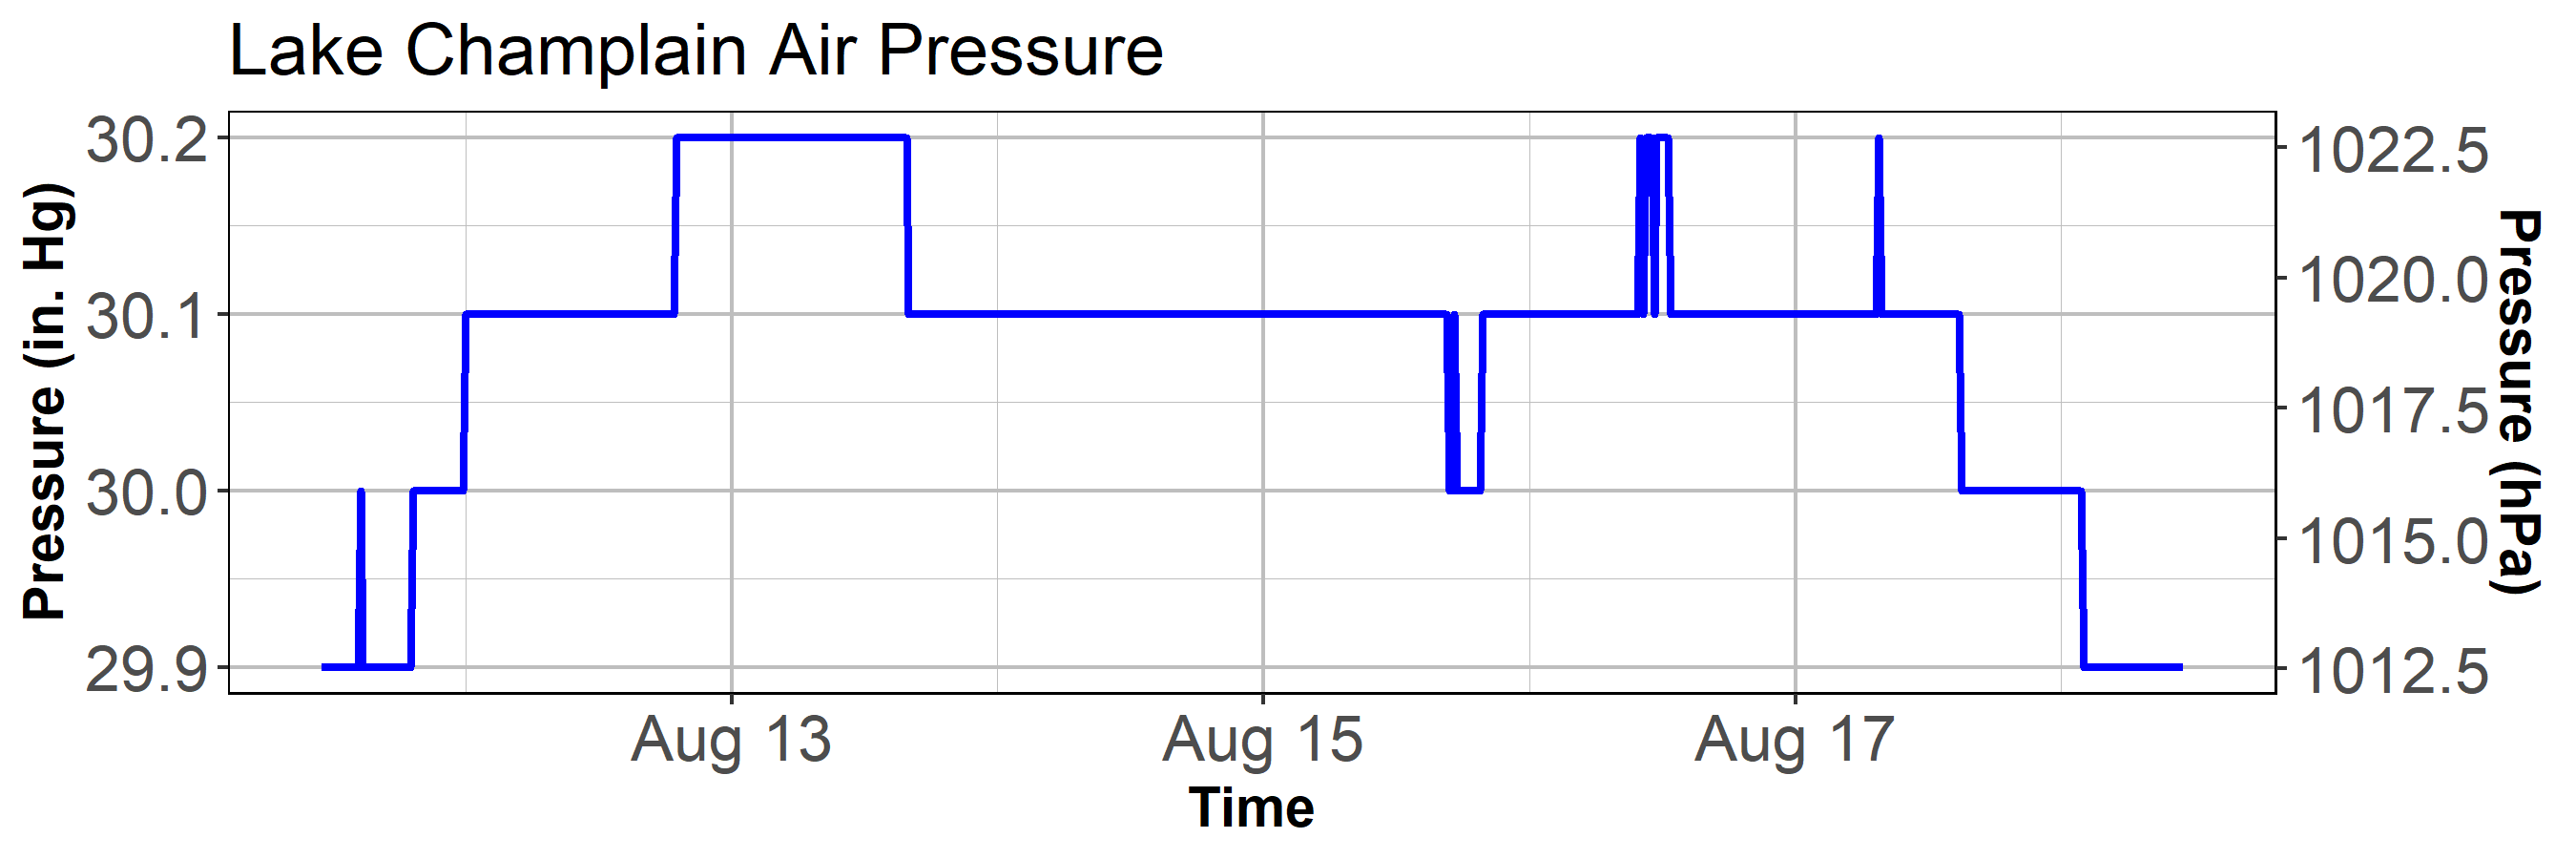 Lake Champlain Air Pressure
Pressure (in. Hg)
30.2
30.1
30.0
29.9
1022.5
1020.0
1017.5
1015.0
1012.5
Pressure (hPa)
Aug 13
Aug 15
Aug 17
Time